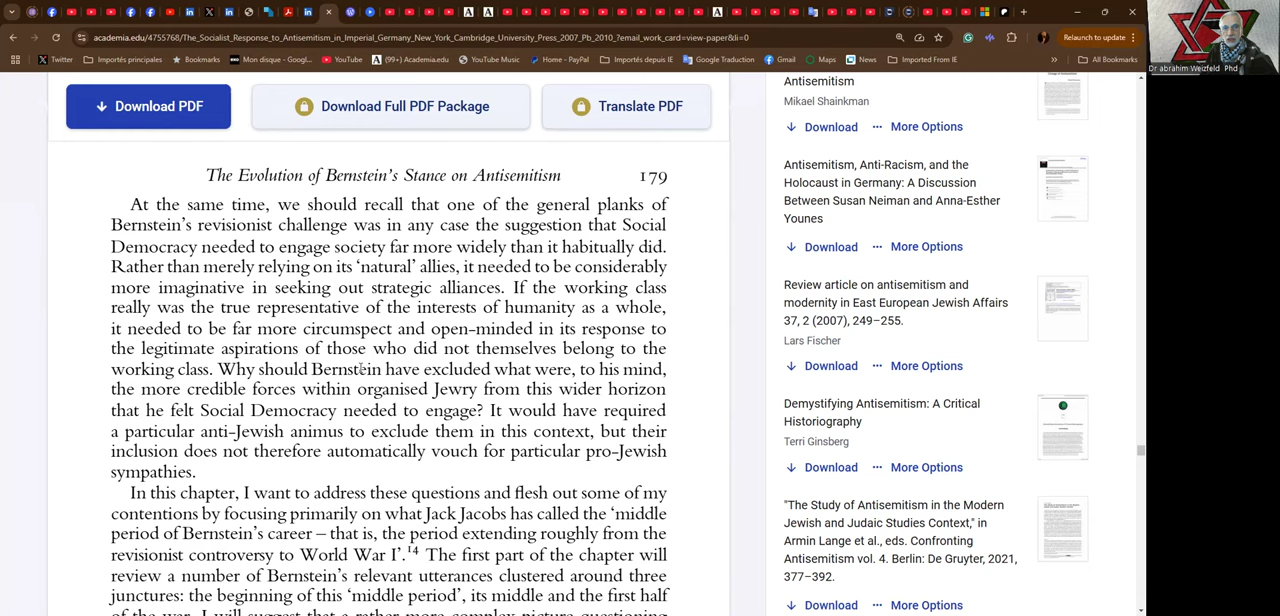 academia.edu/4755768/The_Socialist_Response_to_Antisemitism_in_Imperial_Germany_New_York_Cambridge_University_Press_2007_Pb_2010_?email_work_card=view-paper&li=0
Relaunch to update
Twitter
Importés principales
Bookmarks
Mon disque - Googl...
YouTube
(99+) Academia.edu
YouTube Music
Home - PayPal
Importés depuis IE
Google Traduction
Gmail
Maps
News
Imported From IE
All Bookmarks
Dr abrahim Weizfeld Phd
Download PDF
Download Full PDF Package
Translate PDF
The Evolution of Bernstein's Stance on Antisemitism 179
At the same time, we should recall that one of the general planks of
Bernstein's revisionist challenge was in any case the suggestion that Social
Democracy needed to engage society far more widely than it habitually did.
Rather than merely relying on its 'natural' allies, it needed to be considerably
more imaginative in seeking out strategic alliances. If the working class
really was the true representative of the interests of humanity as a whole,
it needed to be far more circumspect and open-minded in its response to
the legitimate aspirations of those who did not themselves belong to the
working class. Why should Bernstein have excluded what were, to his mind,
the more credible forces within organised Jewry from this wider horizon
that he felt Social Democracy needed to engage? It would have required
a particular anti-Jewish animus to exclude them in this context, but their
inclusion does not therefore automatically vouch for particular pro-Jewish
sympathies.
In this chapter, I want to address these questions and flesh out some of my
contentions by focusing primarily on what Jack Jacobs has called the 'middle
period of Bernstein's career – that is, the period extending roughly from the
revisionist controversy to World War I'.14 The first part of the chapter will
review a number of Bernstein's relevant utterances clustered around three
junctures: the beginning of this 'middle period', its middle and the first half
of the war. I will suggest that a rather more complex picture questioning
Antisemitism
Mikael Shainkman
Download
More Options
Antisemitism, Anti-Racism, and the
Holocaust in Germany: A Discussion
Between Susan Neiman and Anna-Esther
Younes
Download
More Options
Review article on antisemitism and
modernity in East European Jewish Affairs
37, 2 (2007), 249–255.
Lars Fischer
Download
More Options
Demystifying Antisemitism: A Critical
Historiography
Terri Ginsberg
Download
More Options
"The Study of Antisemitism in the Modern
Jewish and Judaic Studies Context," in
Armin Lange et al., eds. Confronting
Antisemitism vol. 4. Berlin: De Gruyter, 2021,
377–392.
Download
More Options